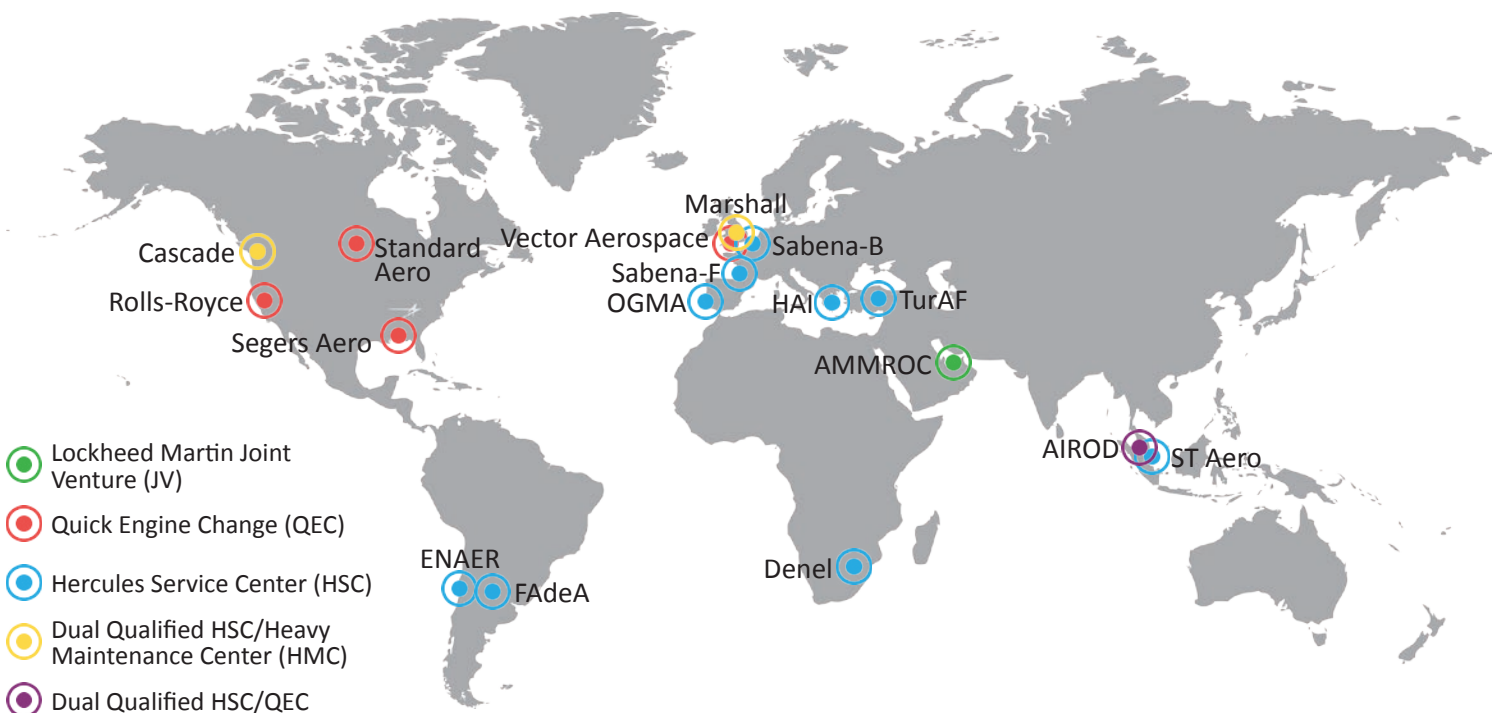 Marshall
Cascade
Standard
Aero
Vector Aerospace
Sabena-B
Sabena-F
Rolls-Royce
OGMA
HAI
TurAF
Segers Aero
AMMROC
AIROD
ST Aero
Lockheed Martin Joint
Venture (JV)
Quick Engine Change (QEC)
ENAER
Denel
Hercules Service Center (HSC)
FAdeA
Dual Qualified HSC/Heavy
Maintenance Center (HMC)
Dual Qualified HSC/QEC